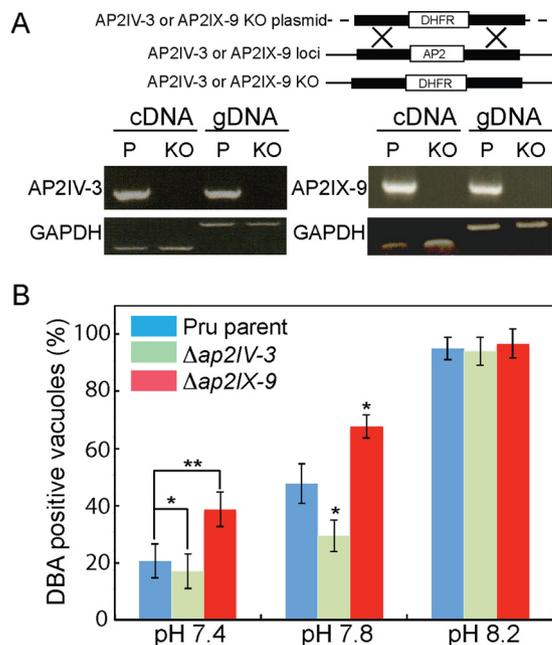 A
AP2IV-3 or AP2IX-9 KO plasmid
DHFR
AP2IV-3 or AP2IX-9 loci
AP2
AP2IV-3 or AP2IX-9 KO
DHFR
cDNA gDNA
P KO P KO
AP2IV-3
GAPDH
cDNA gDNA
P KO P KO
AP2IX-9
GAPDH
B
DBA positive vacuoles (%)
100
80
60
40
20
0
Pru parent
Δap2IV-3
Δap2IX-9
**
*
*
*
pH 7.4 pH 7.8 pH 8.2